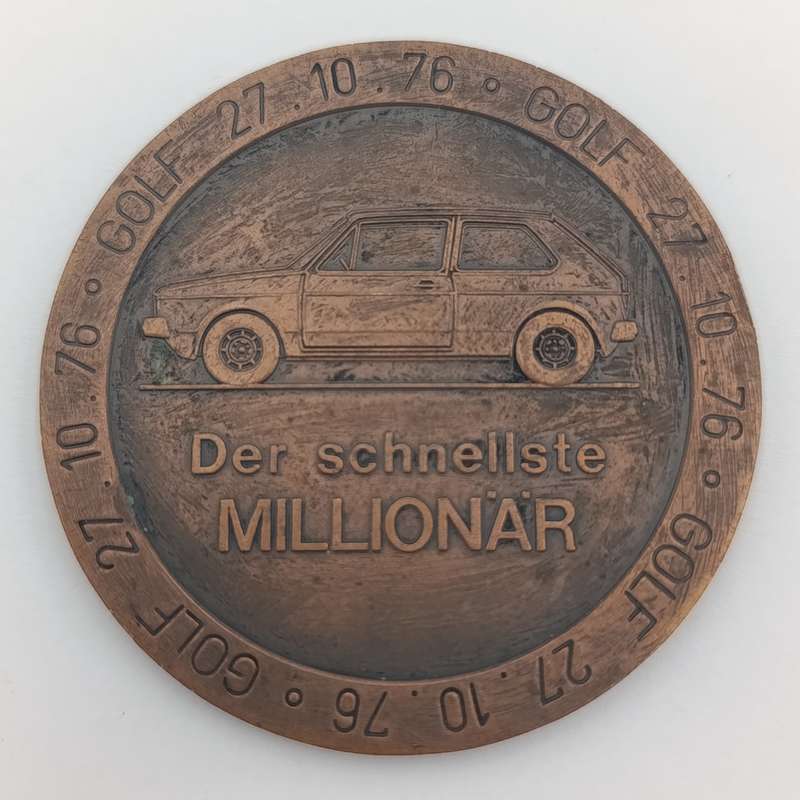 GOLF 27.10.76 ° GOLF 27.10.76 ° GOLF 27.10.76 ° GOLF 27.10.76 °
Der schnellste
MILLIONÄR